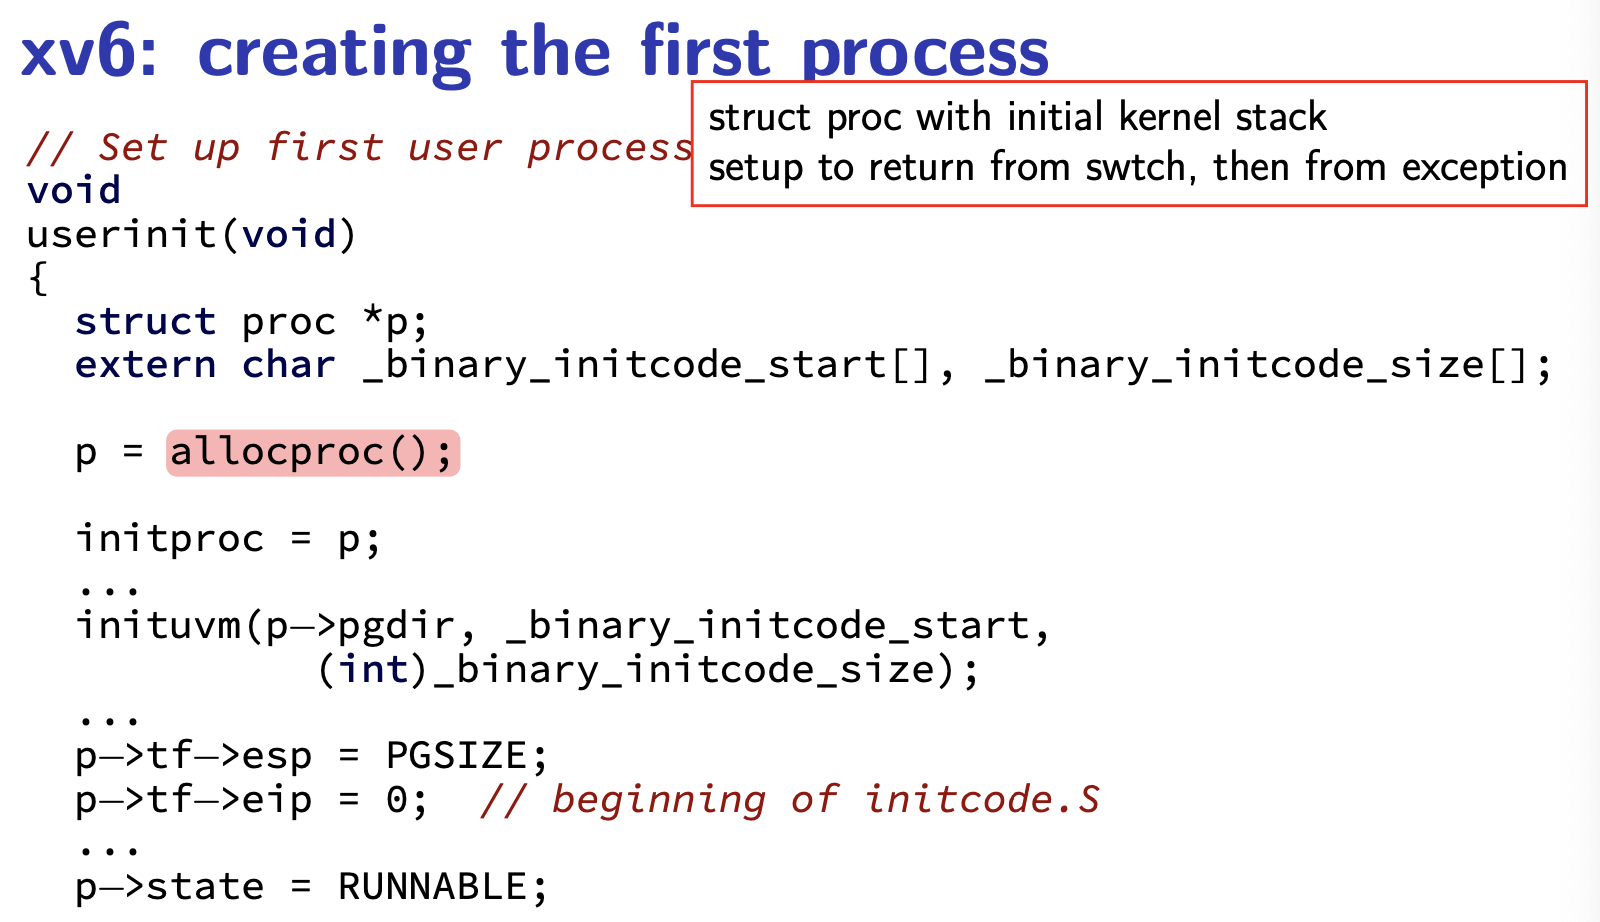 xv6: creating the first process
struct proc with initial kernel stack
setup to return from swtch, then from exception
// Set up first user process
void
userinit(void)
{
  struct proc *p;
  extern char _binary_initcode_start[], _binary_initcode_size[];
  p = allocproc();
  initproc = p;
  ...
  inituvm(p—>pgdir, _binary_initcode_start,
            (int)_binary_initcode_size);
  ...
  p—>tf—>esp = PGSIZE;
  p—>tf—>eip = 0;  // beginning of initcode.S
  ...
  p—>state = RUNNABLE;